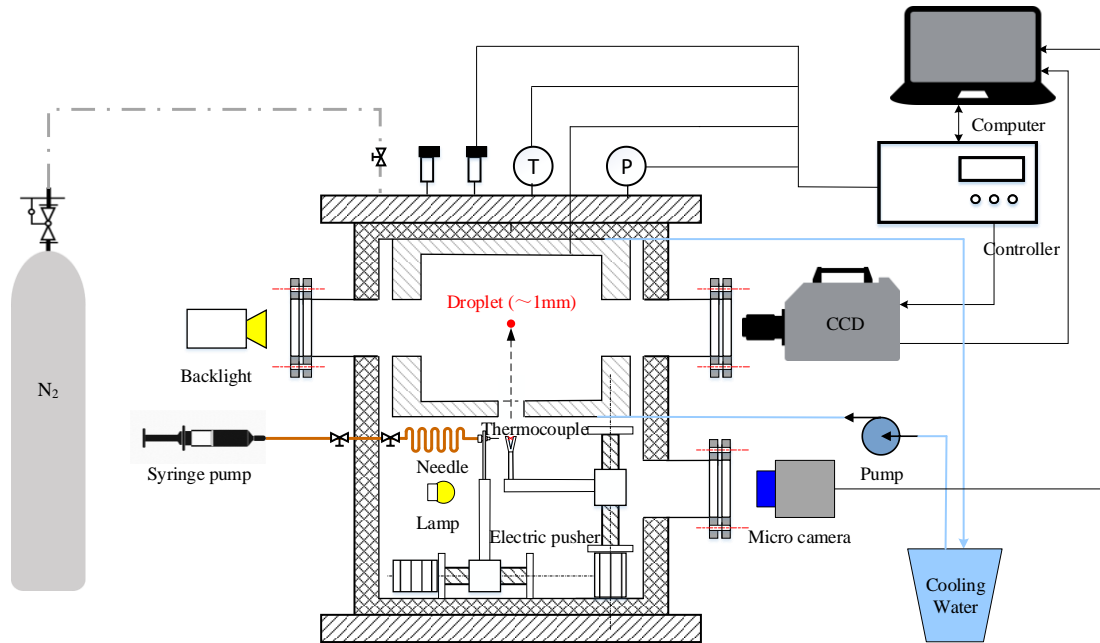 Computer
T
P
Controller
Droplet (~1mm)
CCD
Backlight
N2
Thermocouple
Syringe pump
Needle
Pump
Lamp
Electric pusher
Micro camera
Cooling
Water